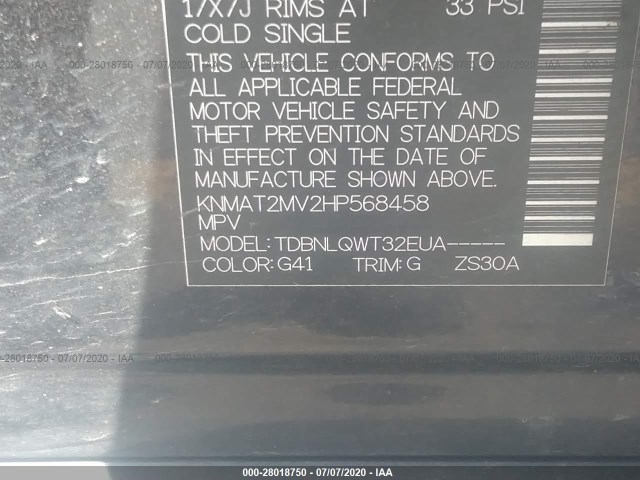 17X7J RIMS AT 33 PSI
COLD SINGLE
THIS VEHICLE CONFORMS TO
ALL APPLICABLE FEDERAL
MOTOR VEHICLE SAFETY AND
THEFT PREVENTION STANDARDS
IN EFFECT ON THE DATE OF
MANUFACTURE SHOWN ABOVE.
KNMAT2MV2HP568458
MPV
MODEL:TDBNLQWT32EUA-----
COLOR:G41 TRIM:G ZS30A
000-28018750 - 07/07/2020 - IAA